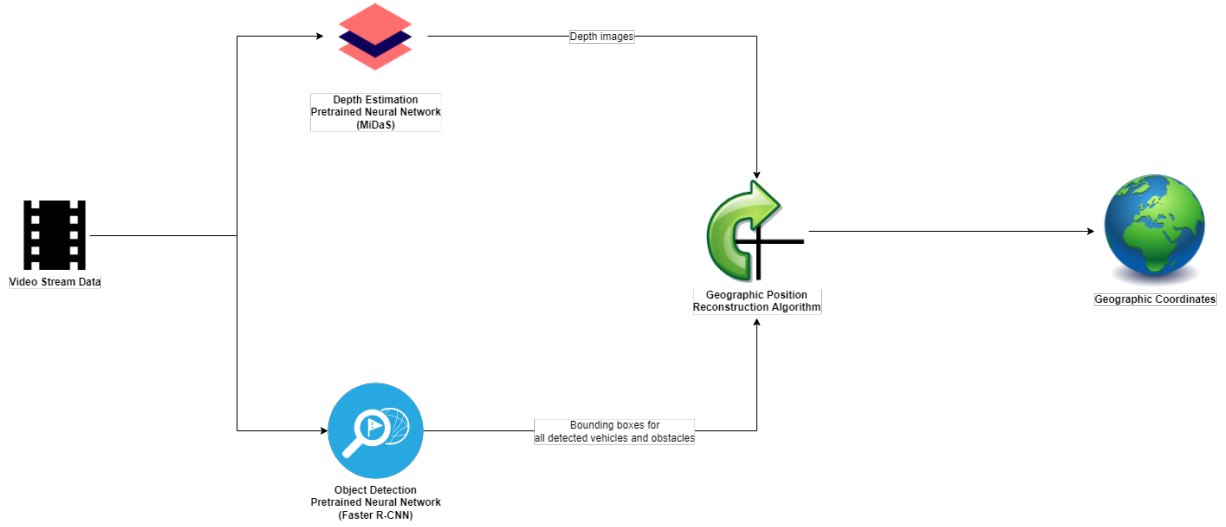 Depth images
Depth Estimation
Pretrained Neural Network
(MiDaS)
Video Stream Data
Geographic Position
Reconstruction Algorithm
Geographic Coordinates
Bounding boxes for
all detected vehicles and obstacles
Object Detection
Pretrained Neural Network
(Faster R-CNN)